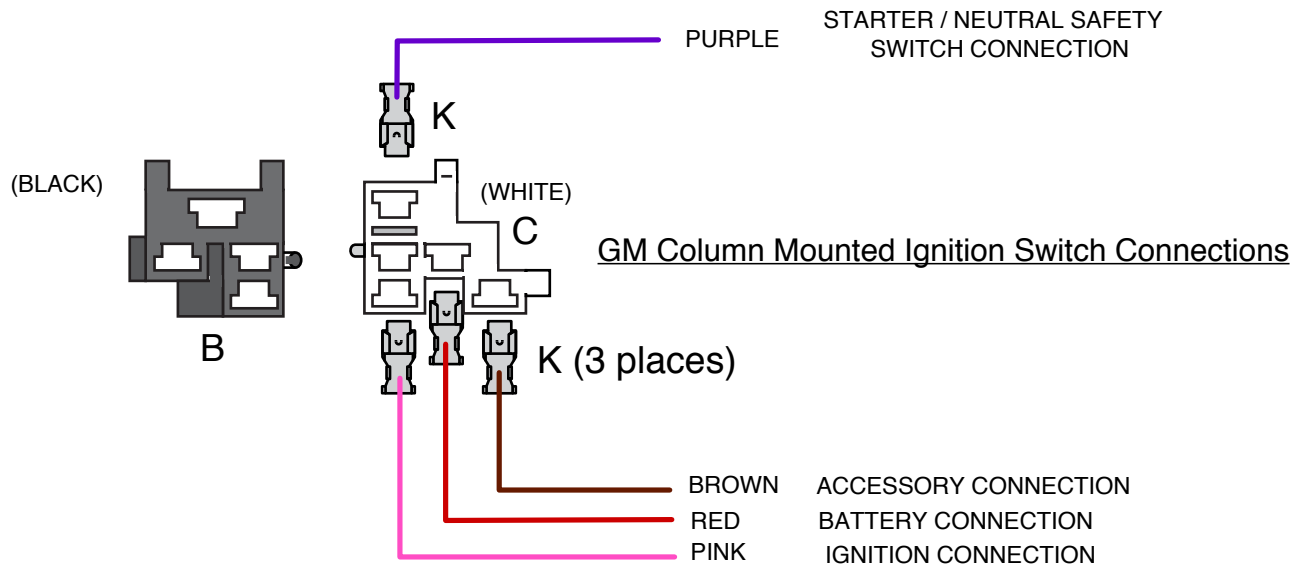 STARTER / NEUTRAL SAFETY
SWITCH CONNECTION
PURPLE
K
(BLACK)
(WHITE)
C
GM Column Mounted Ignition Switch Connections
B
K (3 places)
BROWN ACCESSORY CONNECTION
RED BATTERY CONNECTION
PINK IGNITION CONNECTION